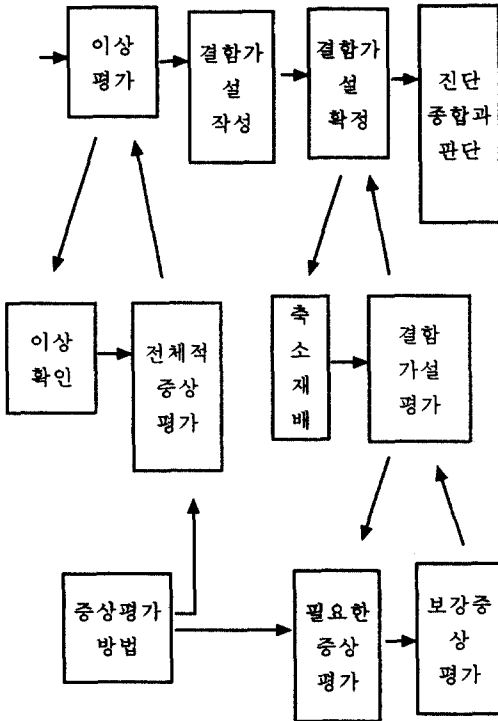 이상
평가
결함가
설
작성
결함가
설
확정
진단
종합과
판단
이상
확인
전체적
증상
평가
축
소
재
배
결함
가설
평가
증상평가
방법
필요한
증상
평가
보강증
상
평가